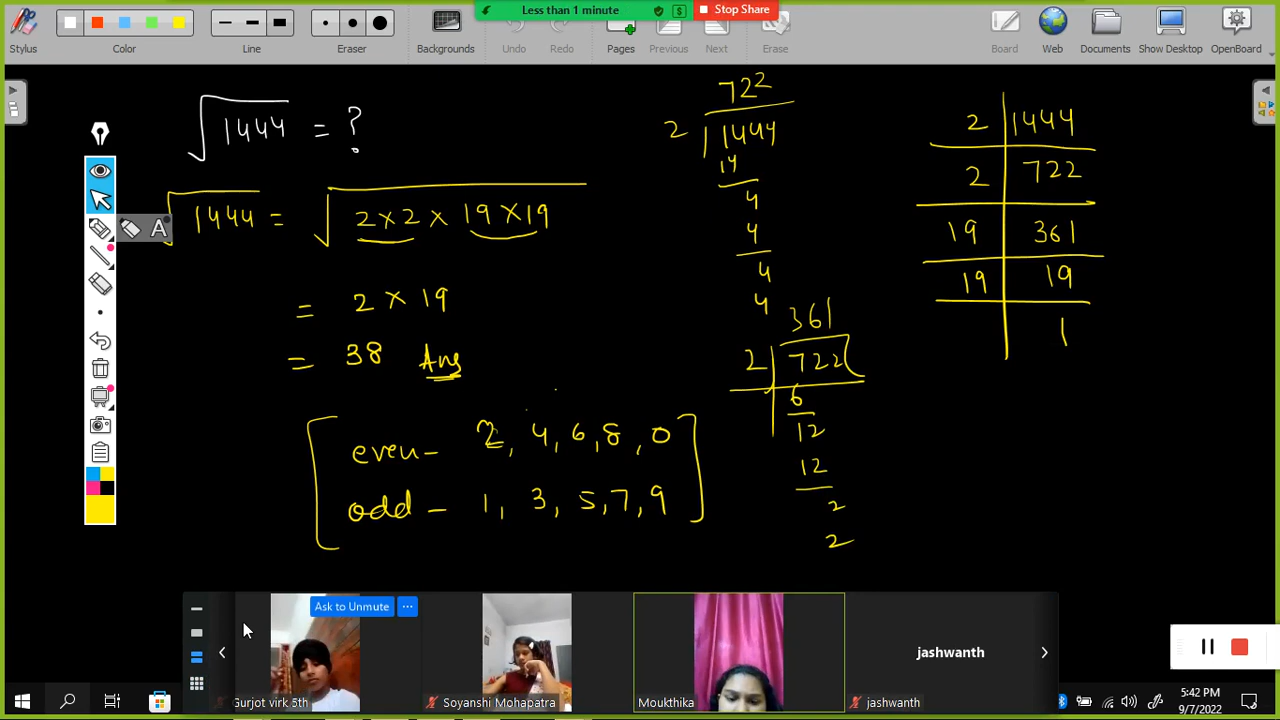 Less than 1 minute
$
Stop Share
Stylus
Color
Line
Eraser
Backgrounds
Undo
Redo
Pages
Previous
Next
Erase
Board
Web
Documents
Show Desktop
OpenBoard
√1444 = ?
√1444 = √2×2 × 19×19
= 2 × 19
= 38 Ans
even- 2, 4, 6, 8, 0
odd - 1, 3, 5, 7, 9
722
2 1444
14
4
4
4
4
361
2 722
6
12
12
2
2
2 1444
2 722
19 361
19 19
1
A
Ask to Unmute
...
Gurjot virk 5th
Soyanshi Mohapatra
Moukthika
jashwanth
jashwanth
5:42 PM
9/7/2022